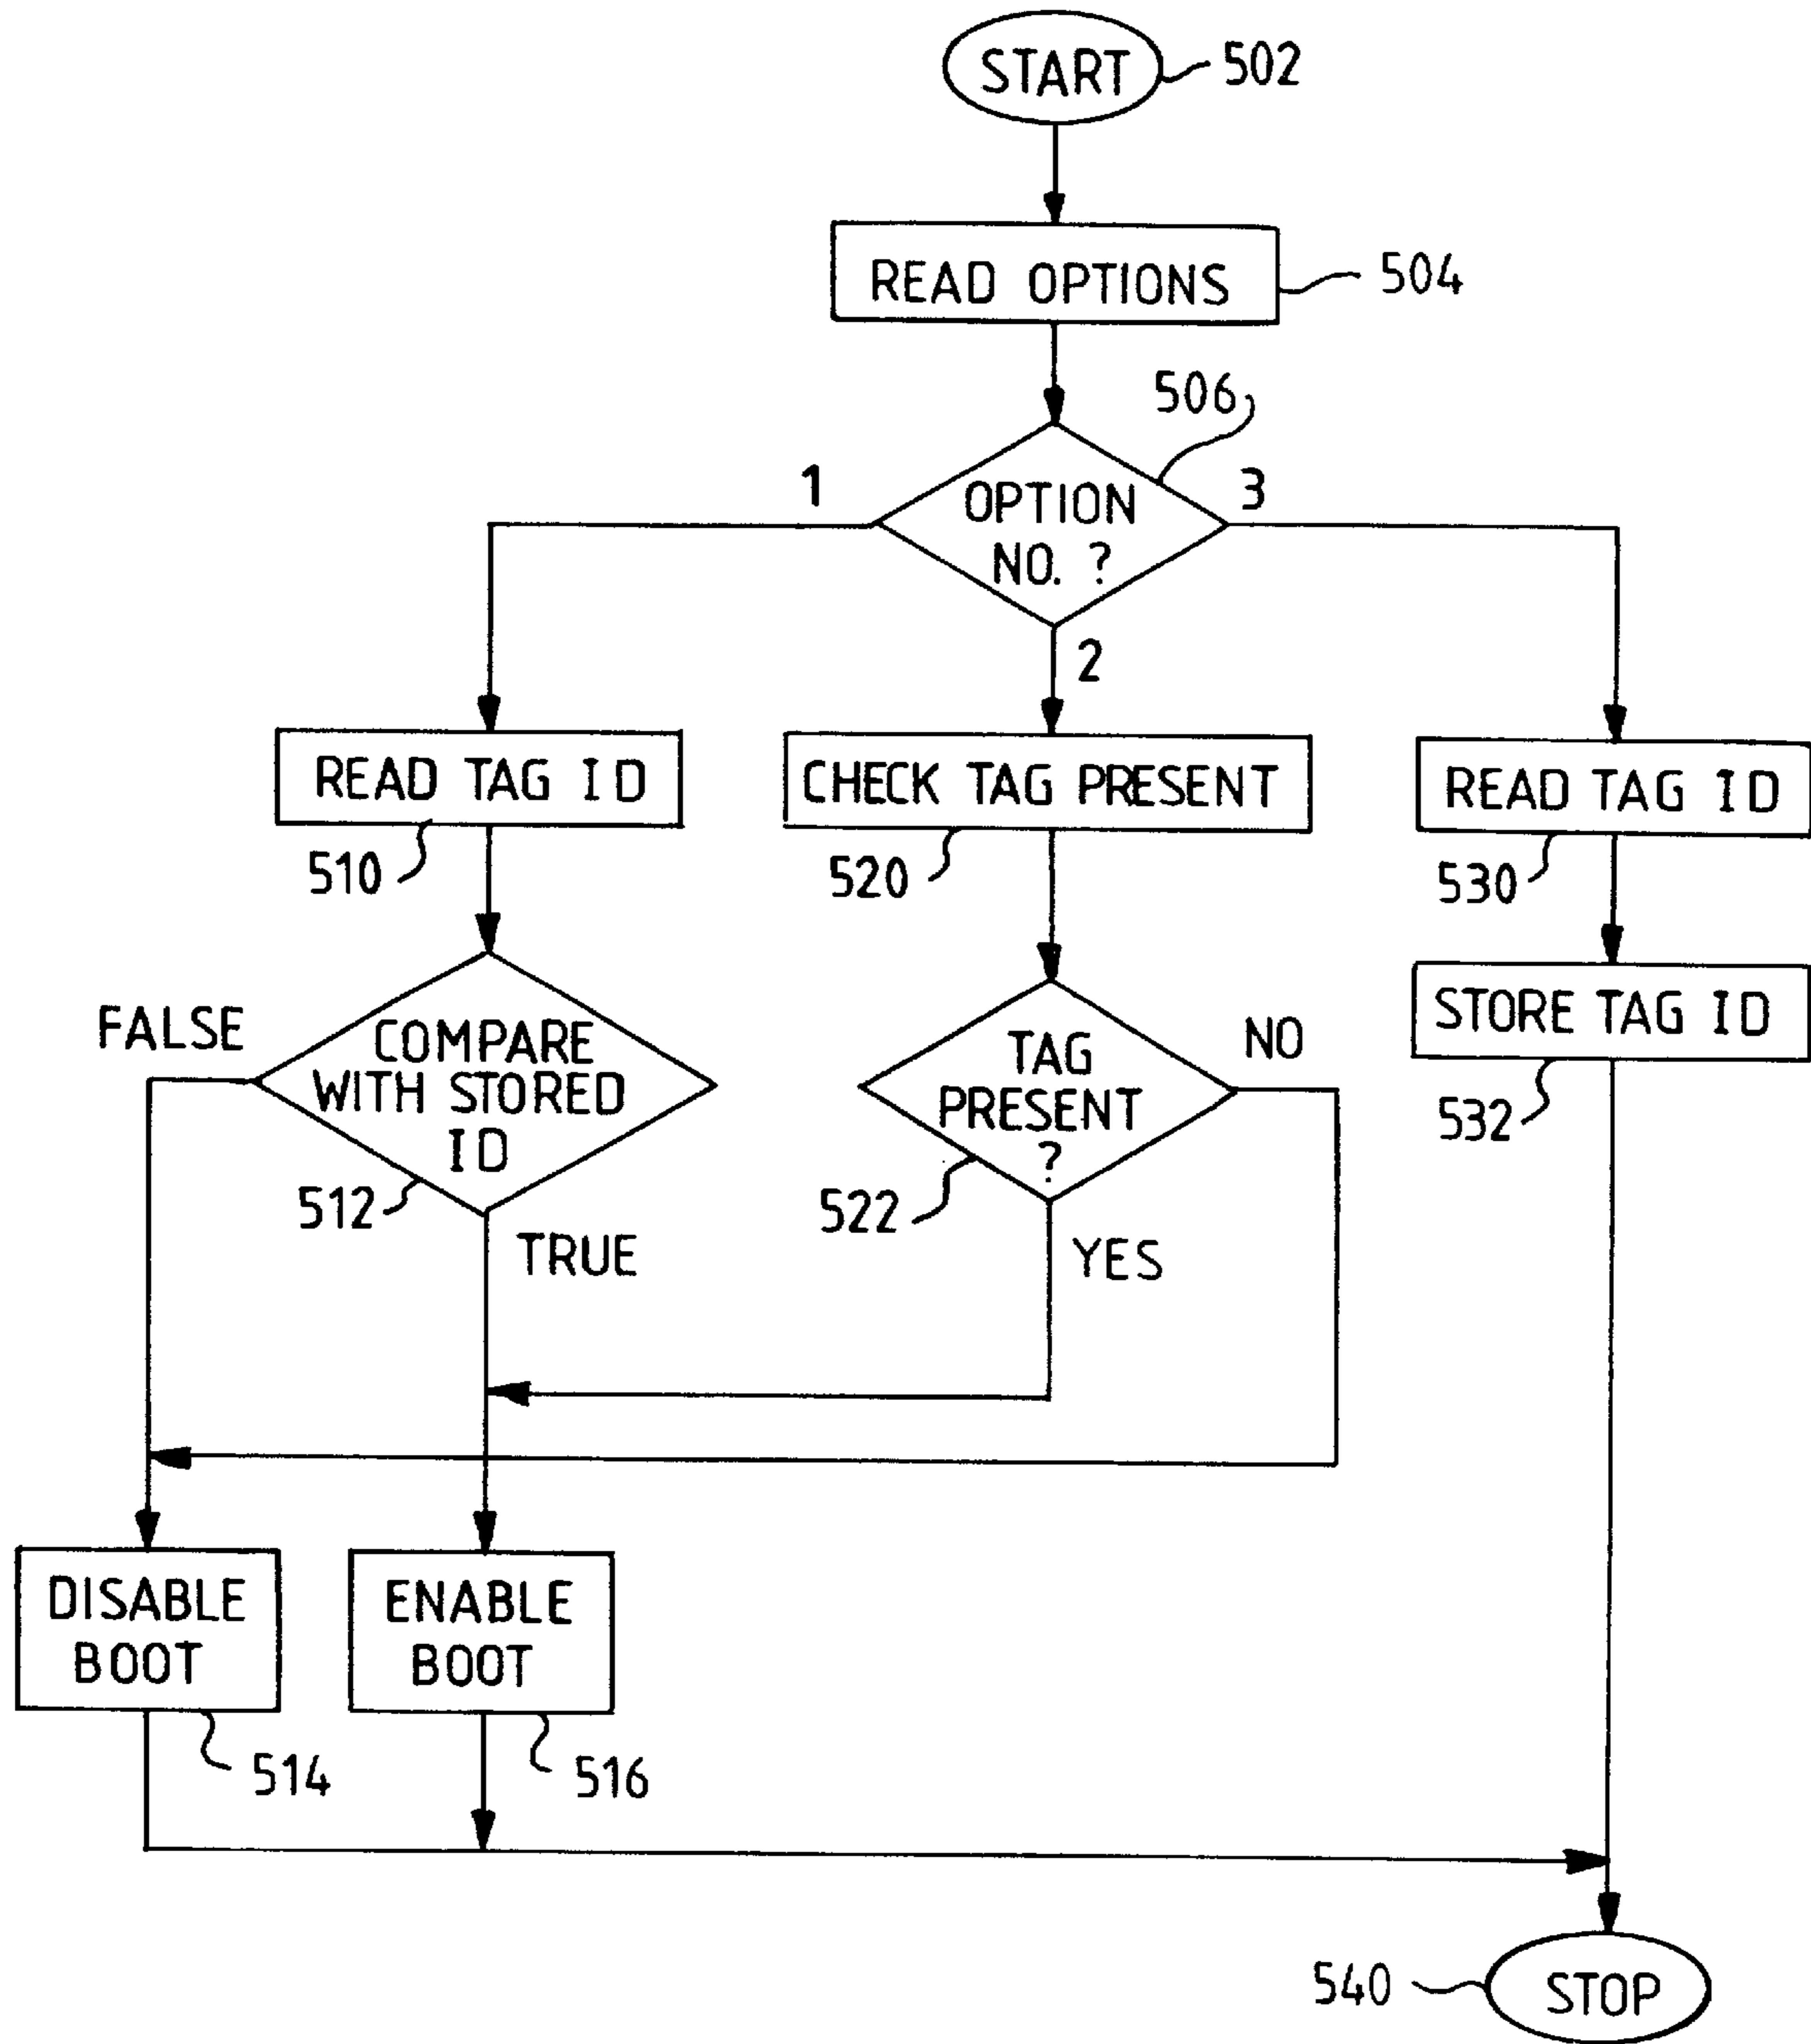 START
502
READ OPTIONS
504
506
1
OPTION
NO. ?
3
2
READ TAG ID
510
CHECK TAG PRESENT
520
READ TAG ID
530
FALSE
COMPARE
WITH STORED
ID
512
TRUE
TAG
PRESENT
?
522
NO
YES
STORE TAG ID
532
DISABLE
BOOT
514
ENABLE
BOOT
516
540
STOP